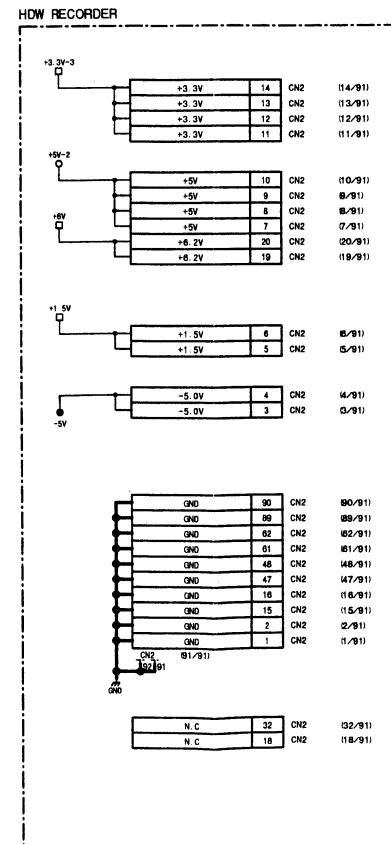 HDW RECORDER
+3.3V-3
+3.3V 14 CN2 (14/91)
+3.3V 13 CN2 (13/91)
+3.3V 12 CN2 (12/91)
+3.3V 11 CN2 (11/91)
+5V-2
+5V 10 CN2 (10/91)
+5V 9 CN2 (9/91)
+5V 8 CN2 (8/91)
+6V
+5V 7 CN2 (7/91)
+6.2V 20 CN2 (20/91)
+6.2V 19 CN2 (19/91)
+1.5V
+1.5V 6 CN2 (6/91)
+1.5V 5 CN2 (5/91)
-5.0V 4 CN2 (4/91)
-5.0V 3 CN2 (3/91)
-5V
GND 90 CN2 (90/91)
GND 89 CN2 (89/91)
GND 62 CN2 (62/91)
GND 61 CN2 (61/91)
GND 48 CN2 (48/91)
GND 47 CN2 (47/91)
GND 16 CN2 (16/91)
GND 15 CN2 (15/91)
GND 2 CN2 (2/91)
GND 1 CN2 (1/91)
CN2 (91/91)
92 91
GND
N.C 32 CN2 (32/91)
N.C 18 CN2 (18/91)